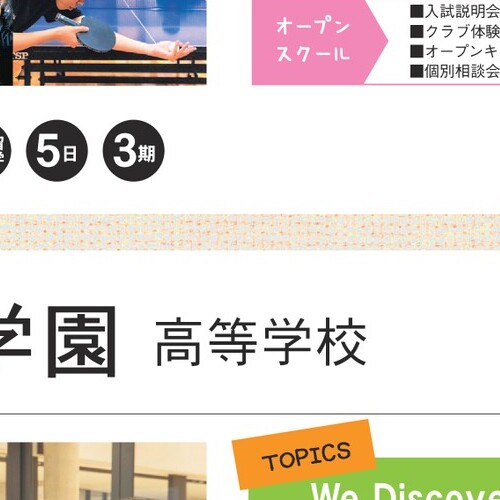 オープン
スクール
■入試説明会
■クラブ体験
■オープンキ
■個別相談会
5日
3期
学園 高等学校
TOPICS
We Discove